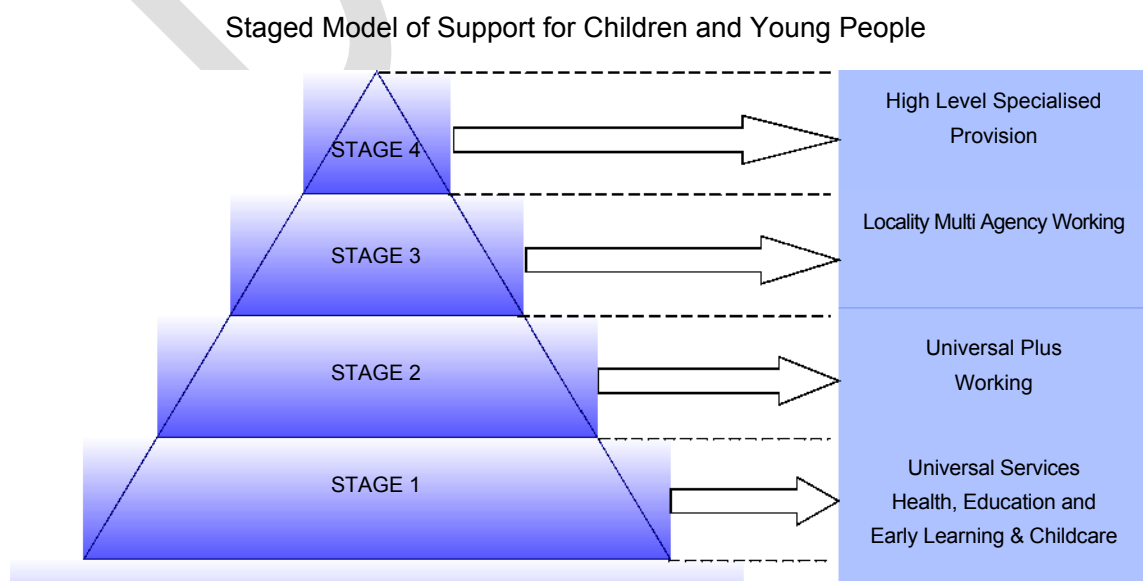 Staged Model of Support for Children and Young People
STAGE 4
High Level Specialised
Provision
STAGE 3
Locality Multi Agency Working
STAGE 2
Universal Plus
Working
STAGE 1
Universal Services
Health, Education and
Early Learning & Childcare